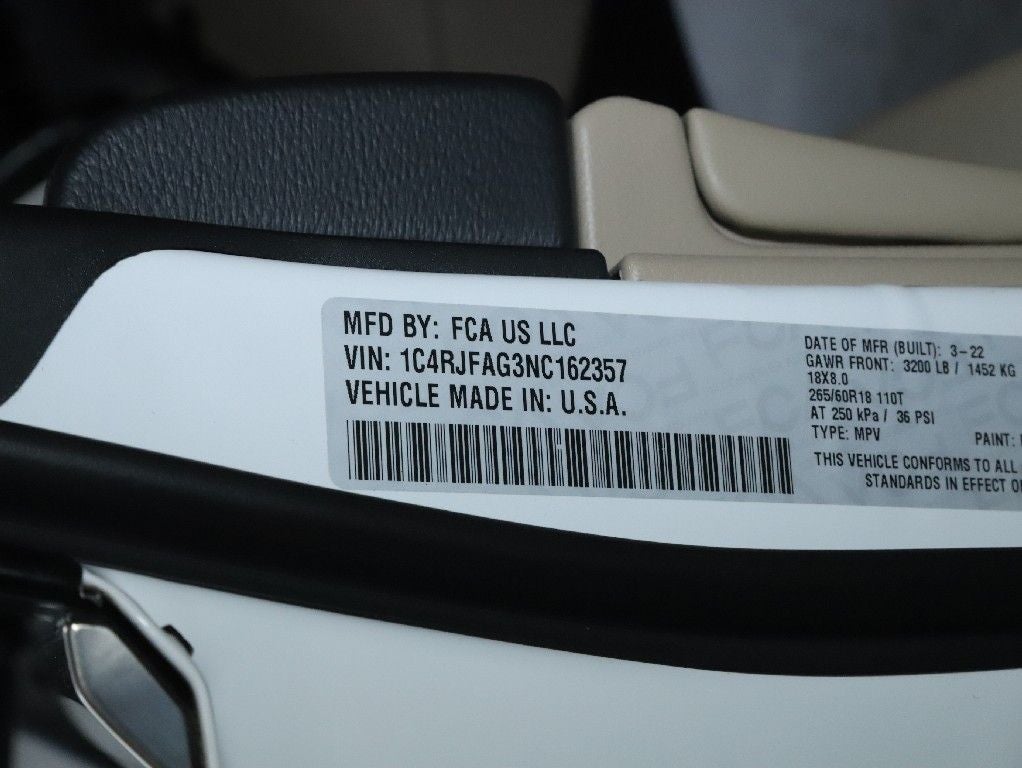 MFD BY: FCA US LLC
VIN: 1C4RJFAG3NC162357
VEHICLE MADE IN: U.S.A.
DATE OF MFR (BUILT): 3-22
GAWR FRONT: 3200 LB / 1452 KG
18X8.0
265/60R18 110T
AT 250 kPa / 36 PSI
TYPE: MPV PAINT:
THIS VEHICLE CONFORMS TO ALL
STANDARDS IN EFFECT